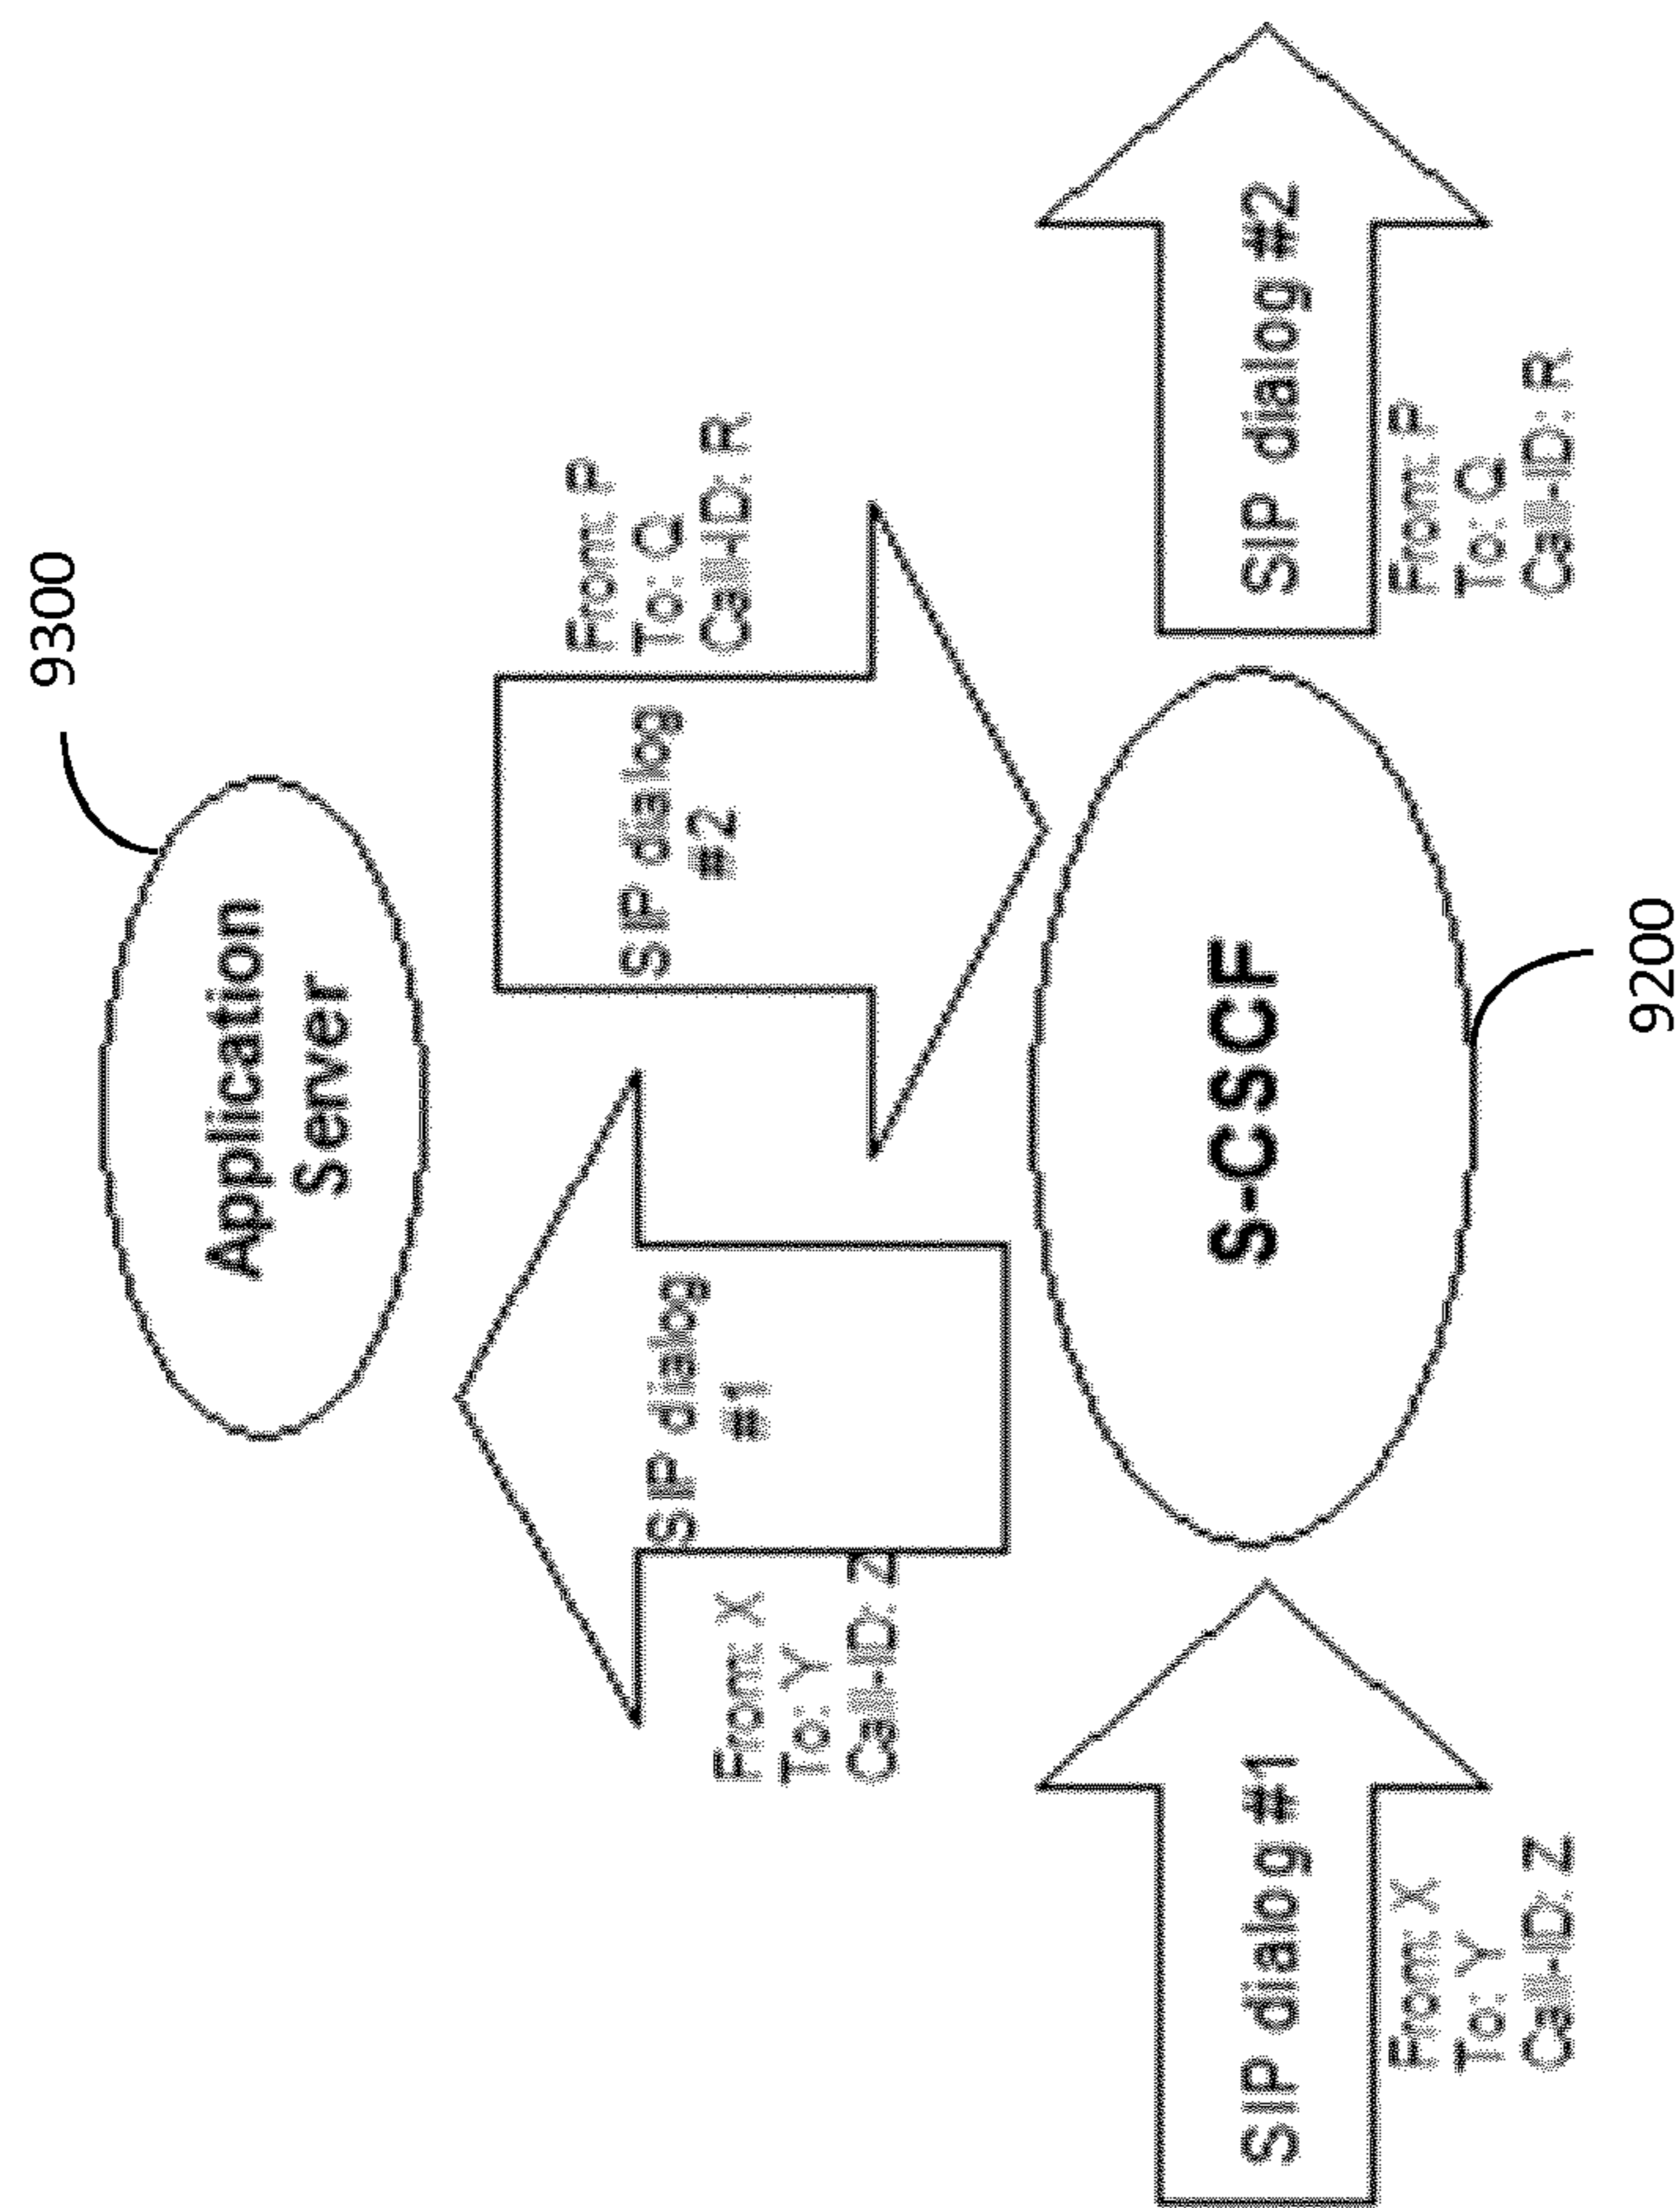 9300
Application
Server
SIP dialog
#1
From: X
To: Y
Call-ID: Z
SIP dialog
#2
From: P
To: Q
Call-ID: R
S-CSCF
9200
SIP dialog #1
From: X
To: Y
Call-ID: Z
SIP dialog #2
From: P
To: Q
Call-ID: R